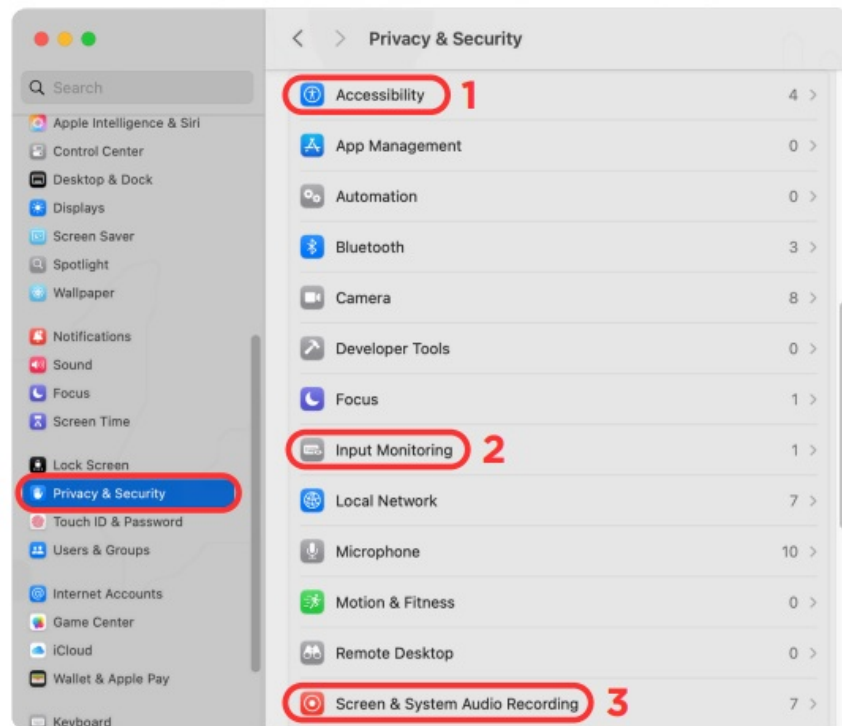 Privacy & Security
Search
Apple Intelligence & Siri
Control Center
Desktop & Dock
Displays
Screen Saver
Spotlight
Wallpaper
Notifications
Sound
Focus
Screen Time
Lock Screen
Privacy & Security
Touch ID & Password
Users & Groups
Internet Accounts
Game Center
iCloud
Wallet & Apple Pay
Keyboard
Accessibility 1 4
App Management 0
Automation 0
Bluetooth 3
Camera 8
Developer Tools 0
Focus 1
Input Monitoring 2 1
Local Network 7
Microphone 10
Motion & Fitness 0
Remote Desktop 0
Screen & System Audio Recording 3 7